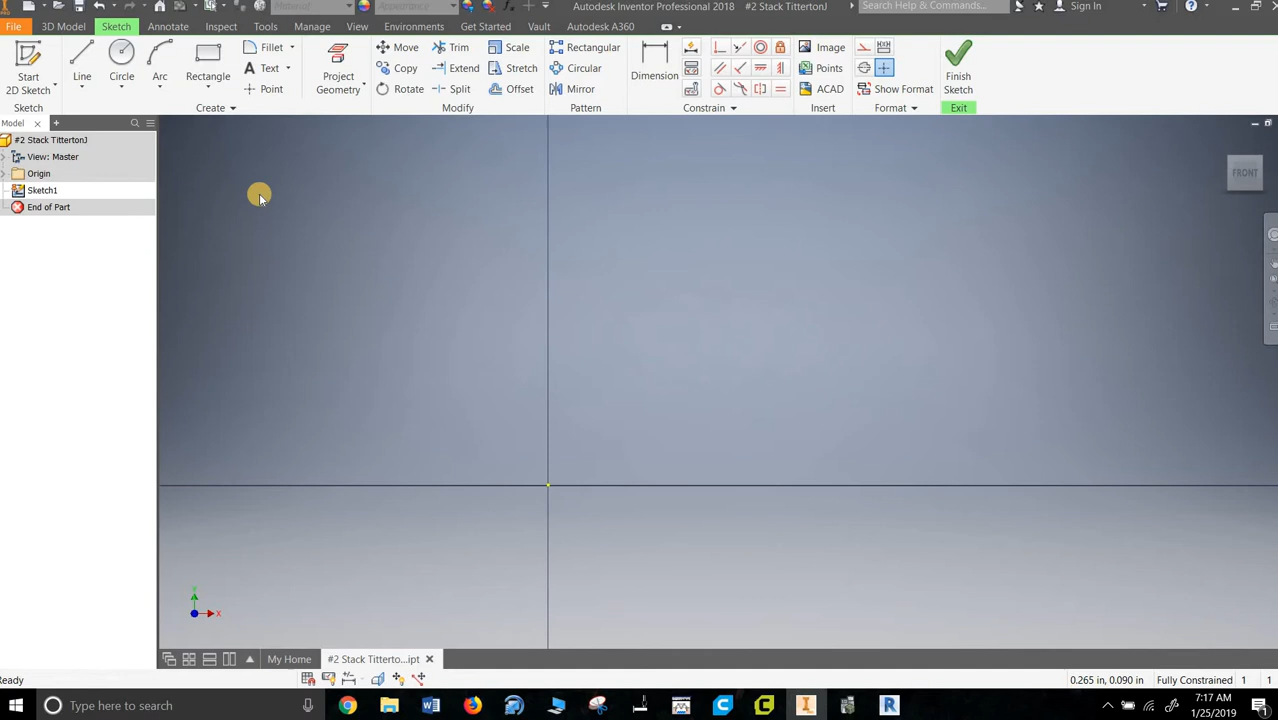 Material
Appearance
Autodesk Inventor Professional 2018
#2 Stack TittertonJ
Search Help & Commands...
Sign In
File
3D Model
Sketch
Annotate
Inspect
Tools
Manage
View
Environments
Get Started
Vault
Autodesk A360
Start
2D Sketch
Line
Circle
Arc
Rectangle
Fillet
Text
Point
Project
Geometry
Move
Copy
Rotate
Trim
Extend
Split
Scale
Stretch
Offset
Rectangular
Circular
Mirror
Dimension
Image
Points
ACAD
Show Format
Finish
Sketch
Sketch
Create
Modify
Pattern
Constrain
Insert
Format
Exit
Model
#2 Stack TittertonJ
View: Master
Origin
Sketch1
End of Part
FRONT
Y
X
My Home
#2 Stack Titterto...ipt
Ready
0.265 in, 0.090 in
Fully Constrained
1
1
Type here to search
7:17 AM
1/25/2019